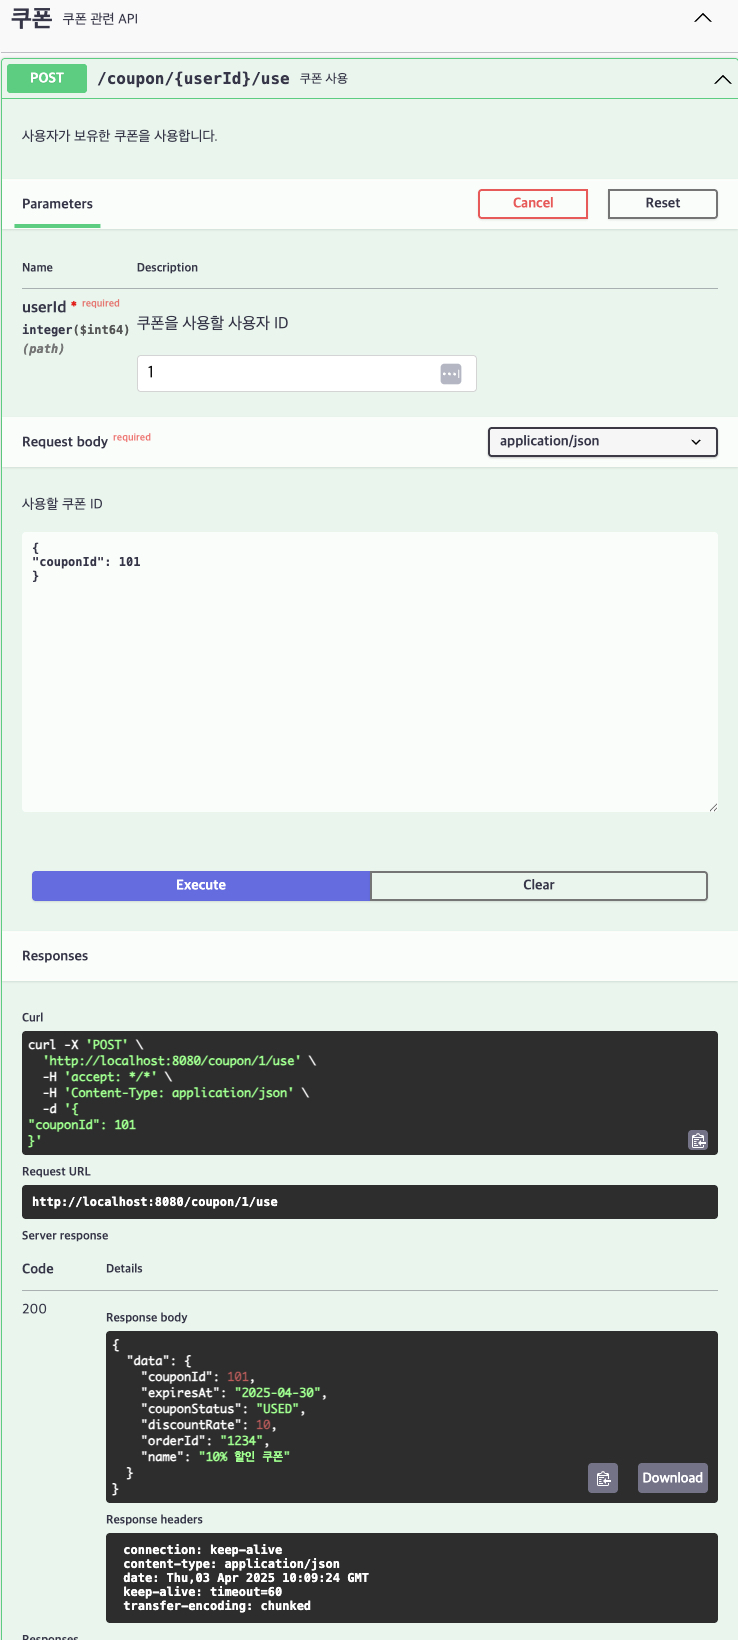 쿠폰 쿠폰 관련 API
POST /coupon/{userId}/use 쿠폰 사용
사용자가 보유한 쿠폰을 사용합니다.
Parameters
Cancel
Reset
Name Description
userId * required
integer($int64)
(path)
쿠폰을 사용할 사용자 ID
1
Request body required
application/json
사용할 쿠폰 ID
{
"couponId": 101
}
Execute
Clear
Responses
Curl
curl -X 'POST' \
'http://localhost:8080/coupon/1/use' \
-H 'accept: */*' \
-H 'Content-Type: application/json' \
-d '{
"couponId": 101
}'
Request URL
http://localhost:8080/coupon/1/use
Server response
Code Details
200
Response body
{
"data": {
"couponId": 101,
"expiresAt": "2025-04-30",
"couponStatus": "USED",
"discountRate": 10,
"orderId": "1234",
"name": "10% 할인 쿠폰"
}
}
Download
Response headers
connection: keep-alive
content-type: application/json
date: Thu,03 Apr 2025 10:09:24 GMT
keep-alive: timeout=60
transfer-encoding: chunked
Responses